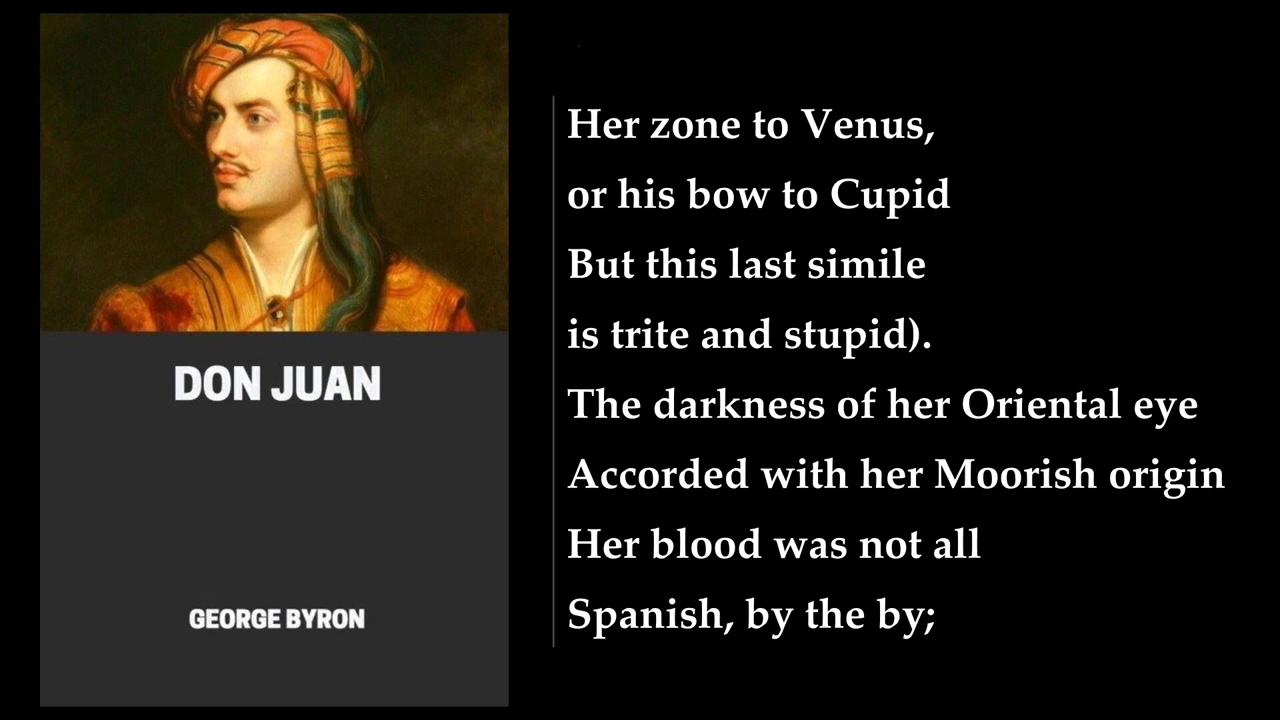 DON JUAN
GEORGE BYRON
Her zone to Venus,
or his bow to Cupid
But this last simile
is trite and stupid).
The darkness of her Oriental eye
Accorded with her Moorish origin
Her blood was not all
Spanish, by the by;